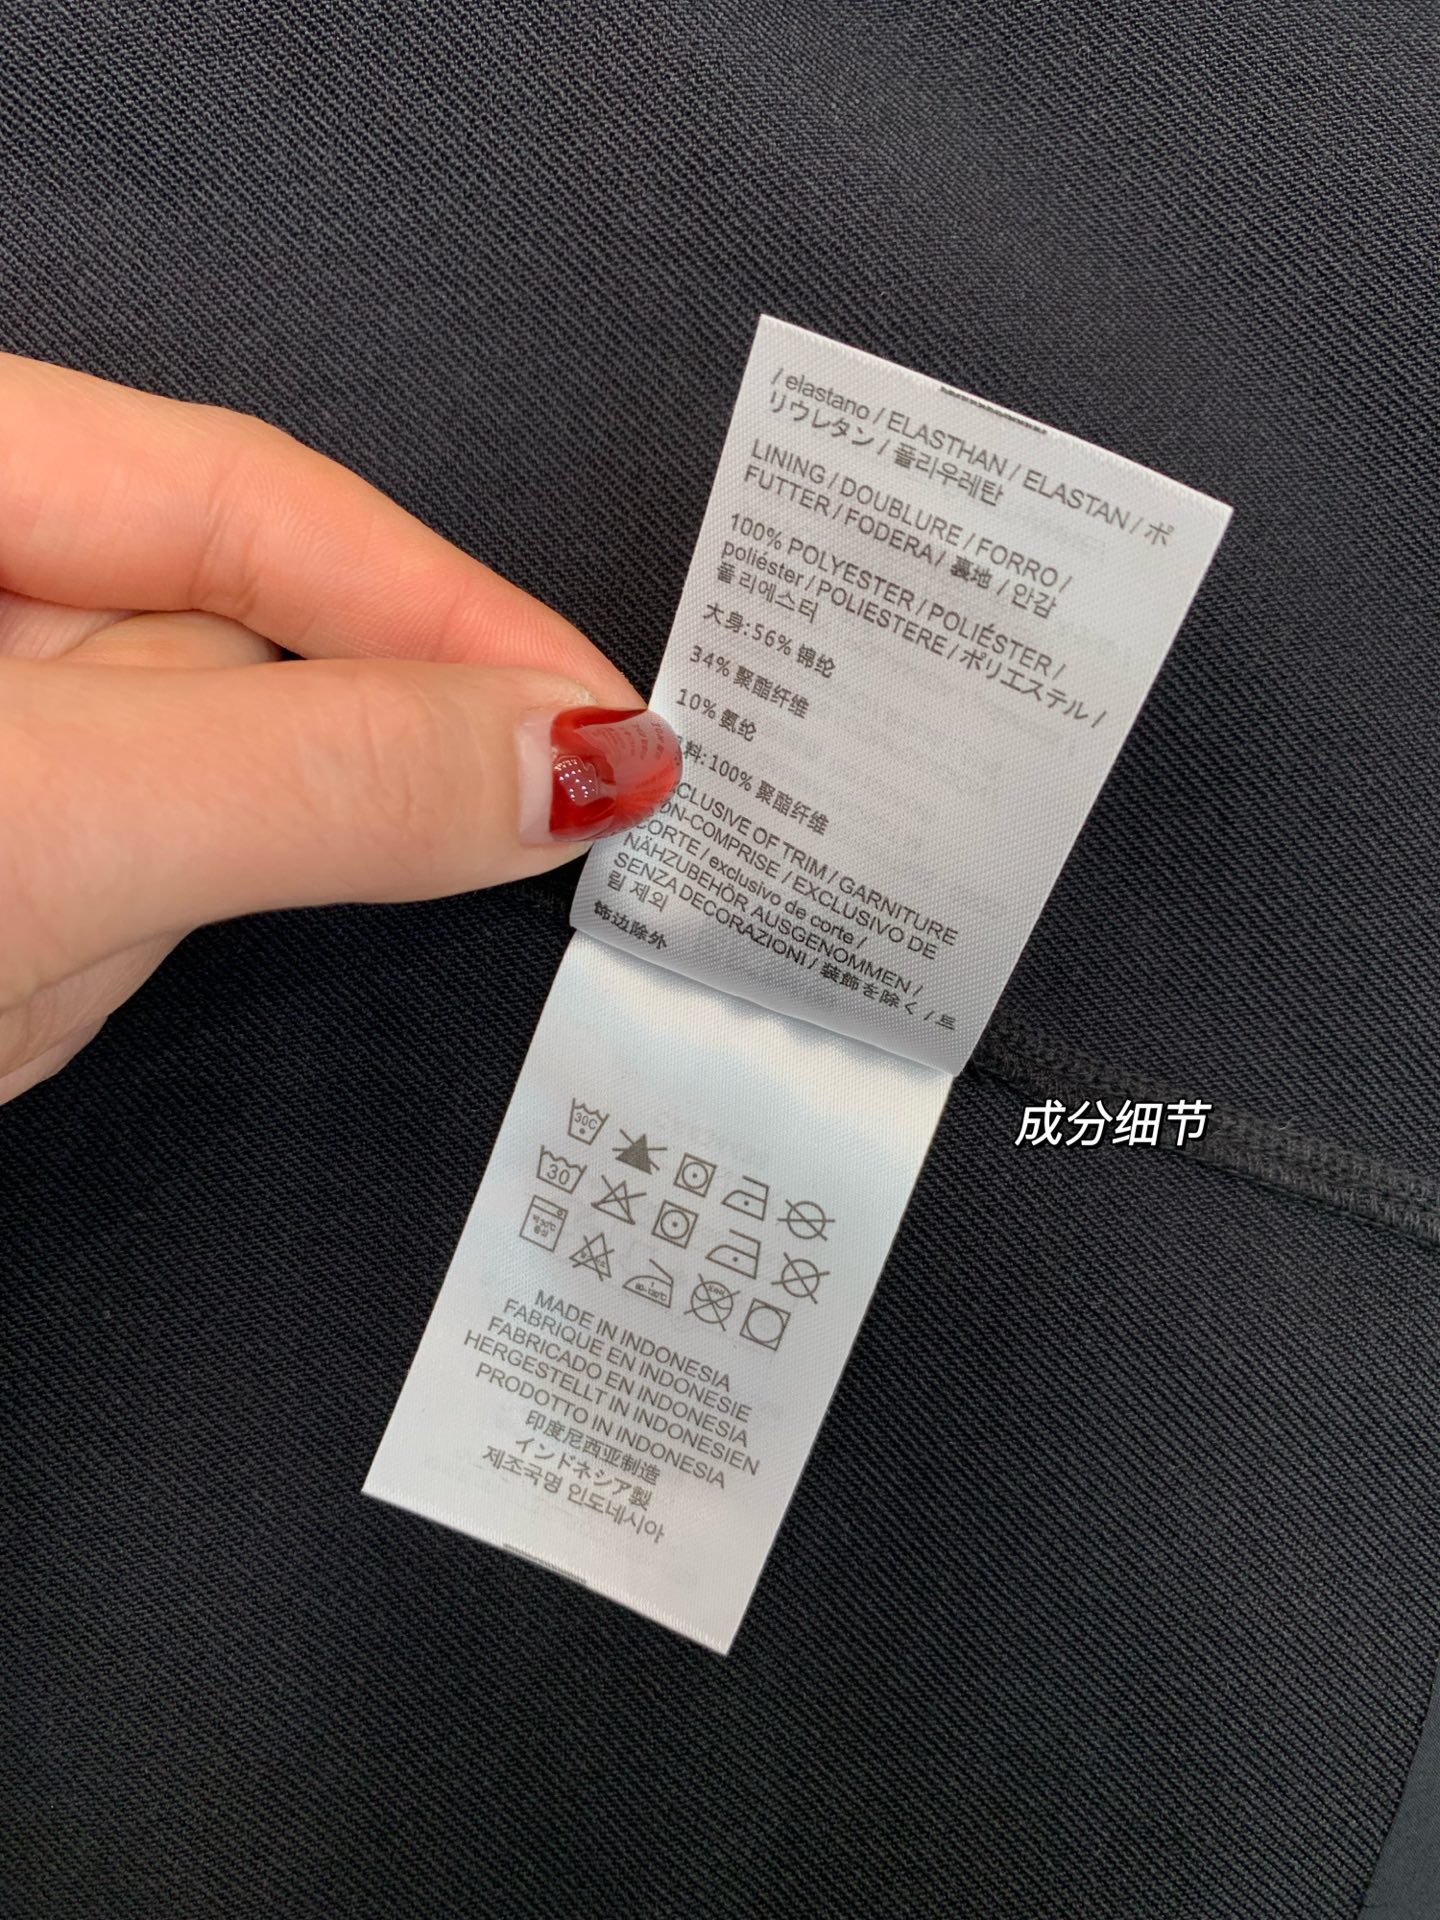 / elastano / ELASTHAN / ELASTAN / ポ
リウレタン / 폴리우레탄
LINING / DOUBLURE / FORRO /
FUTTER / FODERA / 裏地 / 안감
100% POLYESTER / POLIÉSTER /
poliéster / POLIESTERE / ポリエステル /
폴리에스터
大身:56% 锦纶
34% 聚酯纤维
10% 氨纶
料:100% 聚酯纤维
CLUSIVE OF TRIM / GARNITURE
ON-COMPRISE / EXCLUSIVO DE
CORTE / exclusivo de corte /
NÄHZUBEHÖR AUSGENOMMEN /
SENZA DECORAZIONI / 装飾を除く / 트
림 제외
饰边除外
成分细节
30C
30
MADE IN INDONESIA
FABRIQUE EN INDONESIE
FABRICADO EN INDONESIA
HERGESTELLT IN INDONESIEN
PRODOTTO IN INDONESIA
印度尼西亚制造
インドネシア製
제조국명 인도네시아